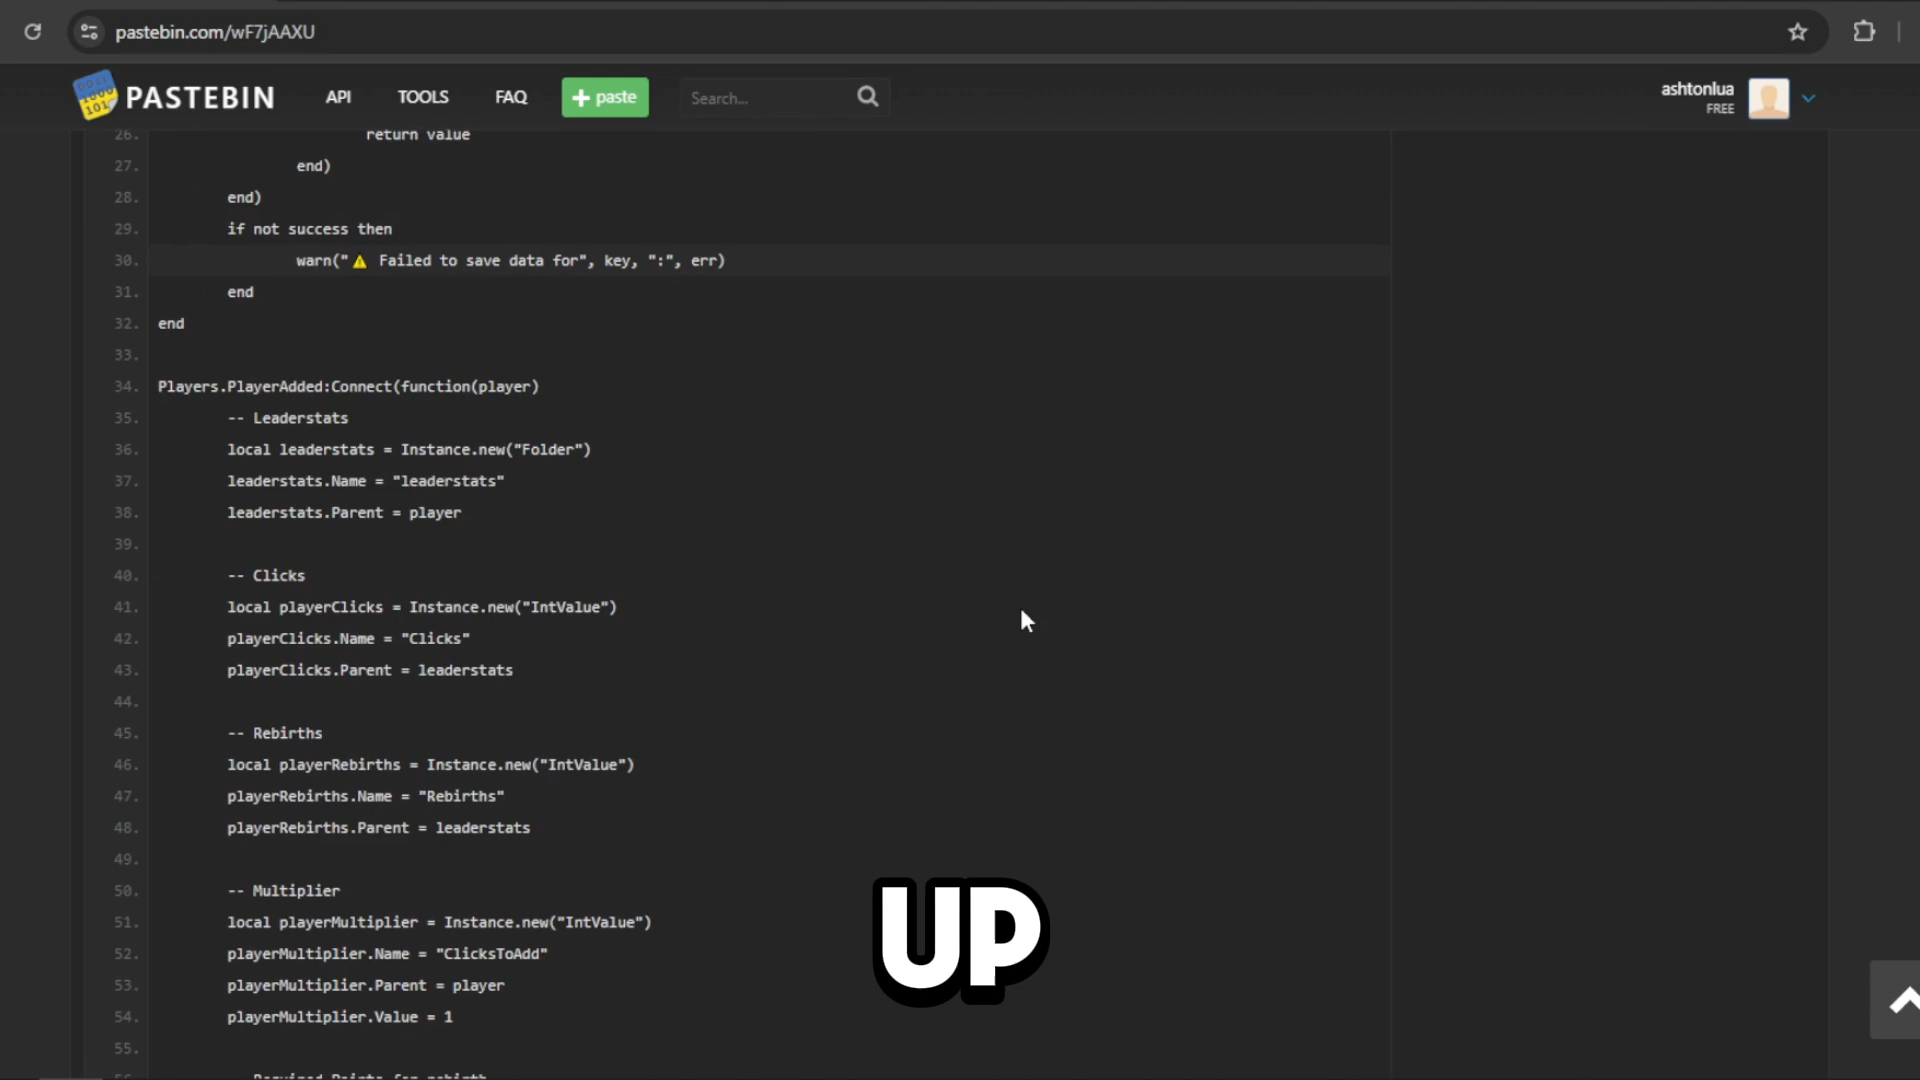 pastebin.com/wF7jAAXU
PASTEBIN API TOOLS FAQ + paste Search... ashtonlua
FREE
26. return value
27. end)
28. end)
29. if not success then
30. warn("⚠ Failed to save data for", key, ":", err)
31. end
32. end
33.
34. Players.PlayerAdded:Connect(function(player)
35. -- Leaderstats
36. local leaderstats = Instance.new("Folder")
37. leaderstats.Name = "leaderstats"
38. leaderstats.Parent = player
39.
40. -- Clicks
41. local playerClicks = Instance.new("IntValue")
42. playerClicks.Name = "Clicks"
43. playerClicks.Parent = leaderstats
44.
45. -- Rebirths
46. local playerRebirths = Instance.new("IntValue")
47. playerRebirths.Name = "Rebirths"
48. playerRebirths.Parent = leaderstats
49.
50. -- Multiplier
51. local playerMultiplier = Instance.new("IntValue")
52. playerMultiplier.Name = "ClicksToAdd"
53. playerMultiplier.Parent = player
54. playerMultiplier.Value = 1
55.
UP